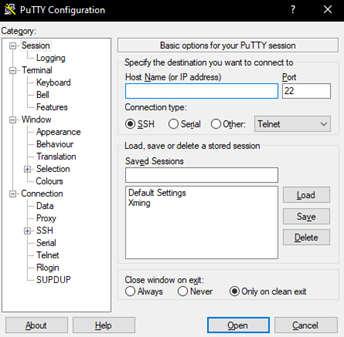 PuTTY Configuration
Category:
Session
Logging
Terminal
Keyboard
Bell
Features
Window
Appearance
Behaviour
Translation
Selection
Colours
Connection
Data
Proxy
SSH
Serial
Telnet
Rlogin
SUPDUP
Basic options for your PuTTY session
Specify the destination you want to connect to
Host Name (or IP address) Port
22
Connection type:
SSH Serial Other: Telnet
Load, save or delete a stored session
Saved Sessions
Default Settings
Xming
Load
Save
Delete
Close window on exit:
Always Never Only on clean exit
About Help Open Cancel